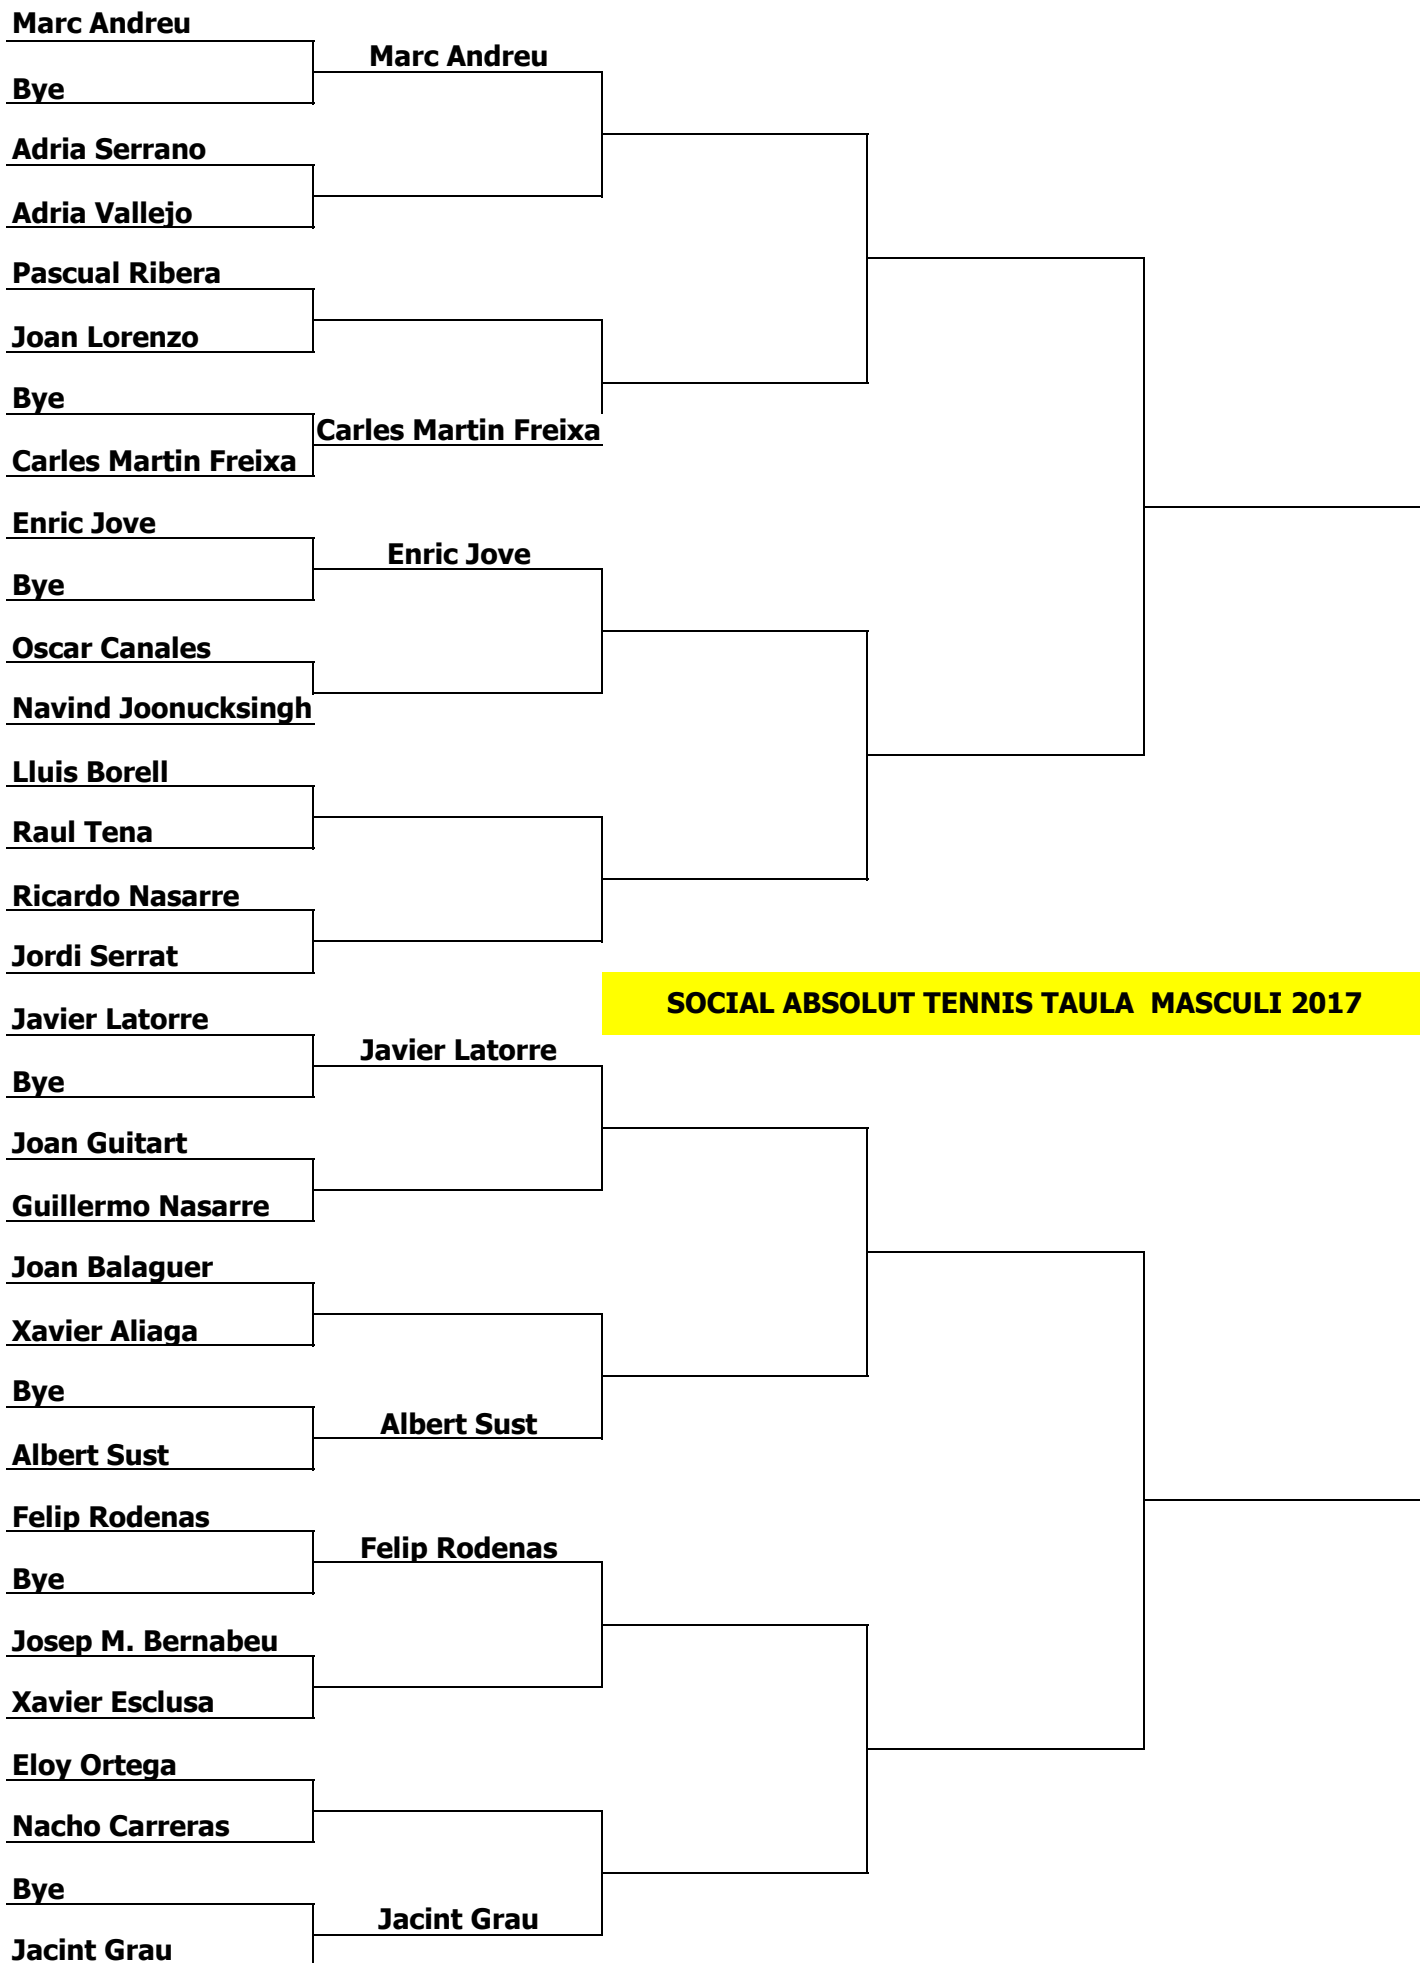 Marc Andreu
Marc Andreu
Bye
Adria Serrano
Adria Vallejo
Pascual Ribera
Joan Lorenzo
Bye
Carles Martin Freixa
Carles Martin Freixa
Enric Jove
Enric Jove
Bye
Oscar Canales
Navind Joonucksingh
Lluis Borell
Raul Tena
Ricardo Nasarre
Jordi Serrat
SOCIAL ABSOLUT TENNIS TAULA  MASCULI 2017
Javier Latorre
Javier Latorre
Bye
Joan Guitart
Guillermo Nasarre
Joan Balaguer
Xavier Aliaga
Bye
Albert Sust
Albert Sust
Felip Rodenas
Felip Rodenas
Bye
Josep M. Bernabeu
Xavier Esclusa
Eloy Ortega
Nacho Carreras
Bye
Jacint Grau
Jacint Grau